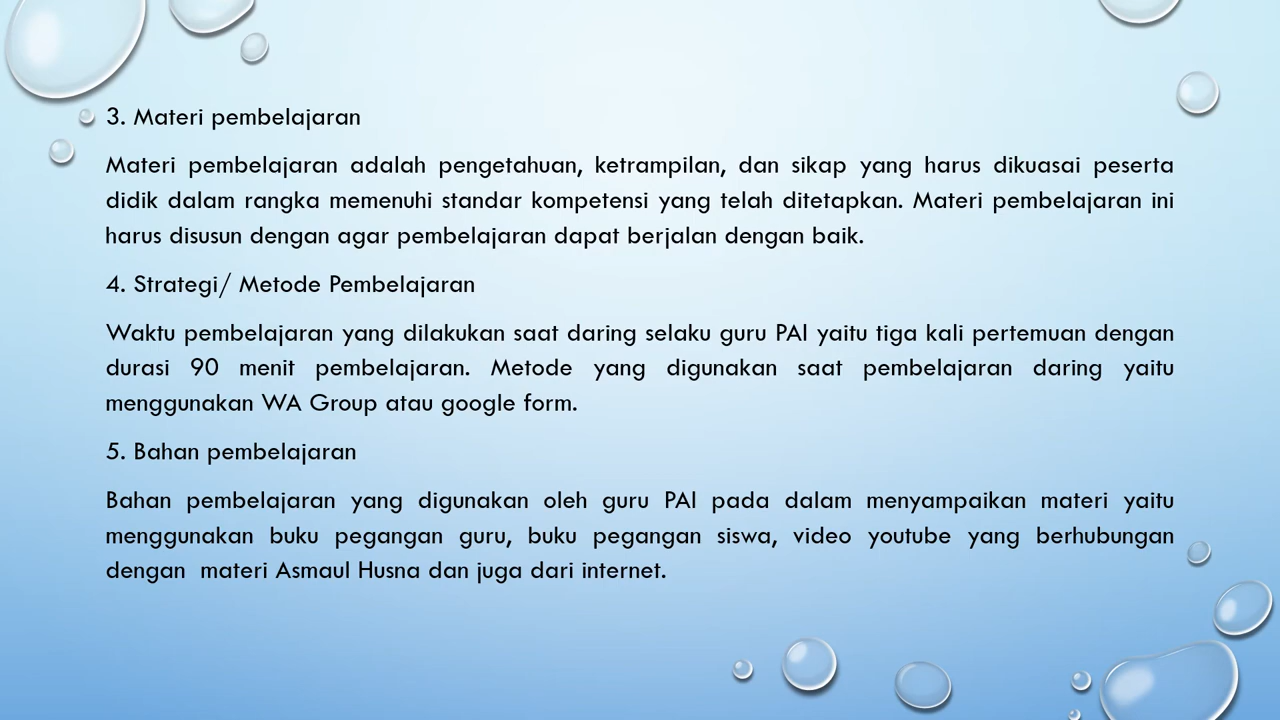 3. Materi pembelajaran
Materi pembelajaran adalah pengetahuan, ketrampilan, dan sikap yang harus dikuasai peserta
didik dalam rangka memenuhi standar kompetensi yang telah ditetapkan. Materi pembelajaran ini
harus disusun dengan agar pembelajaran dapat berjalan dengan baik.
4. Strategi/ Metode Pembelajaran
Waktu pembelajaran yang dilakukan saat daring selaku guru PAI yaitu tiga kali pertemuan dengan
durasi 90 menit pembelajaran. Metode yang digunakan saat pembelajaran daring yaitu
menggunakan WA Group atau google form.
5. Bahan pembelajaran
Bahan pembelajaran yang digunakan oleh guru PAI pada dalam menyampaikan materi yaitu
menggunakan buku pegangan guru, buku pegangan siswa, video youtube yang berhubungan
dengan  materi Asmaul Husna dan juga dari internet.